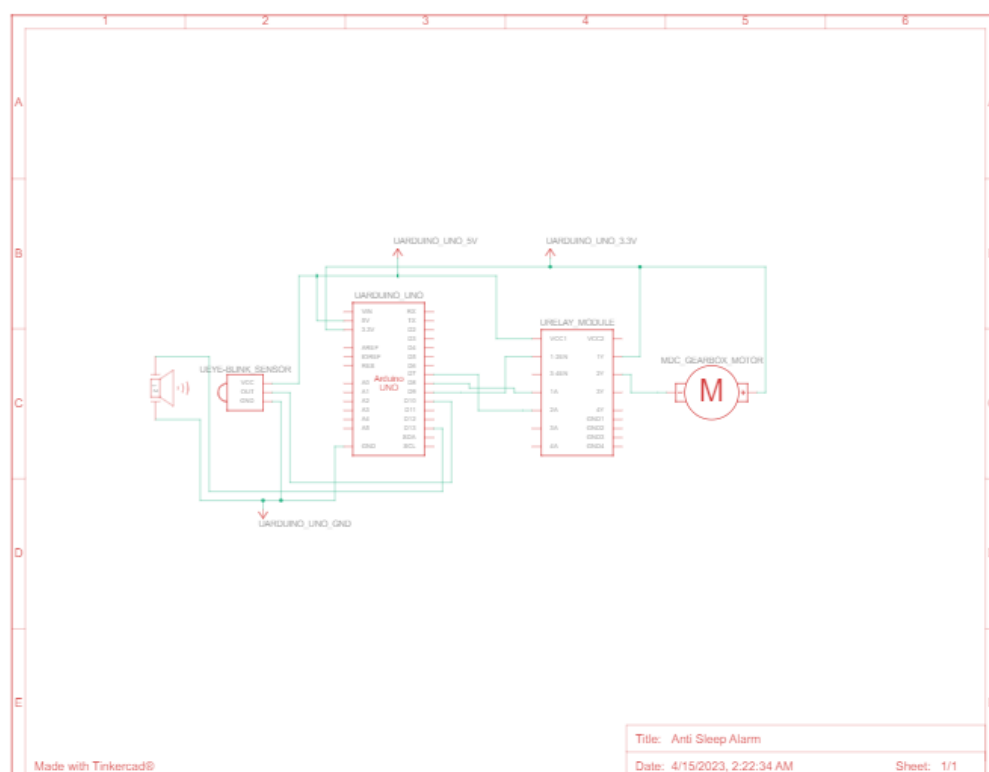 1 2 3 4 5 6
A
B
C
D
E
UARDUINO_UNO_5V
UARDUINO_UNO_3.3V
UARDUINO_UNO
URELAY_MODULE
MDC_GEARBOX_MOTOR
UEYE-BLINK_SENSOR
VCC
OUT
GND
VIN
5V
3.3V
AREF
IOREF
RES
A0
A1
A2
A3
A4
A5
GND
Arduino
UNO
RX
TX
D2
D3
D4
D5
D6
D7
D8
D9
D10
D11
D12
D13
SDA
SCL
VCC1
1A
2A
3A
4A
VCC2
1Y
2Y
3Y
4Y
GND1
GND2
GND3
GND4
M
UARDUINO_UNO_GND
Title: Anti Sleep Alarm
Made with Tinkercad®
Date: 4/15/2023, 2:22:34 AM
Sheet: 1/1